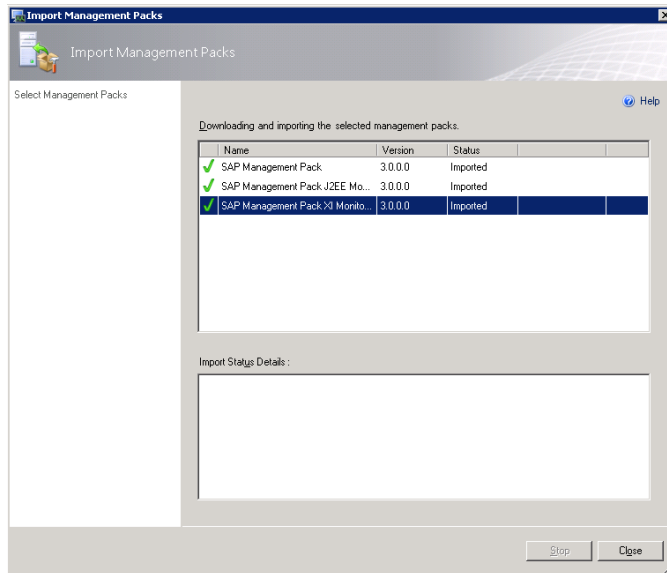 Import Management Packs
Import Management Packs
Select Management Packs
Help
Downloading and importing the selected management packs.
Name Version Status
SAP Management Pack 3.0.0.0 Imported
SAP Management Pack J2EE Mo... 3.0.0.0 Imported
SAP Management Pack XI Monito... 3.0.0.0 Imported
Import Status Details :
Stop Close